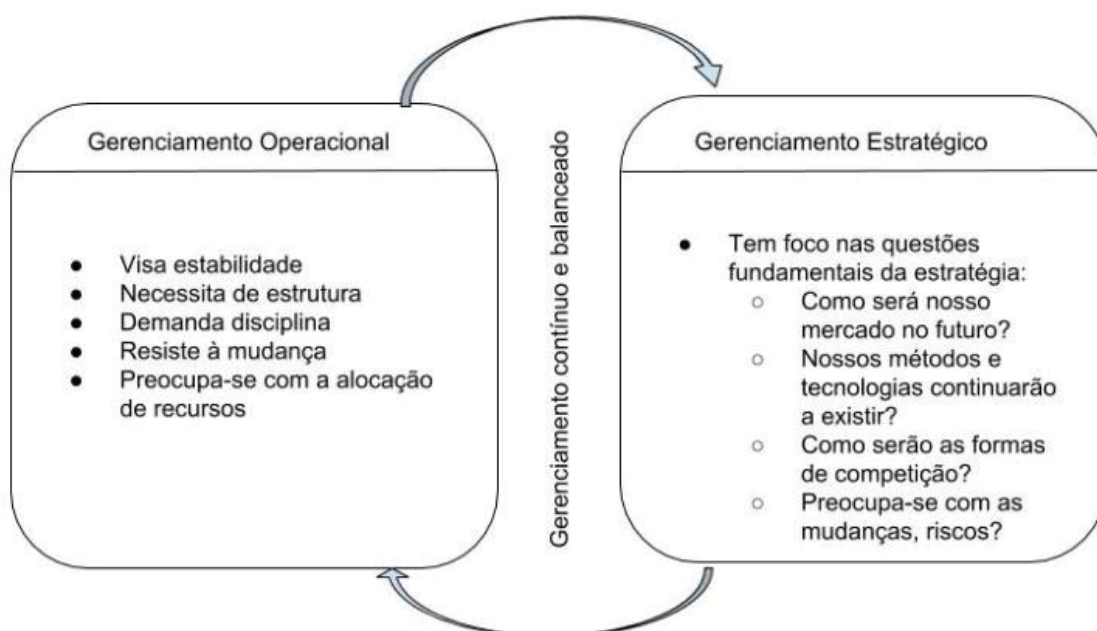 Gerenciamento Operacional
● Visa estabilidade
● Necessita de estrutura
● Demanda disciplina
● Resiste à mudança
● Preocupa-se com a alocação
de recursos
Gerenciamento contínuo e balanceado
Gerenciamento Estratégico
● Tem foco nas questões
fundamentais da estratégia:
○ Como será nosso
mercado no futuro?
○ Nossos métodos e
tecnologias continuarão
a existir?
○ Como serão as formas
de competição?
○ Preocupa-se com as
mudanças, riscos?